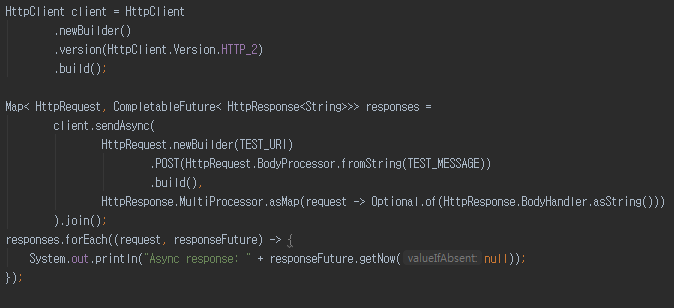 HttpClient client = HttpClient
.newBuilder()
.version(HttpClient.Version.HTTP_2)
.build();
Map< HttpRequest, CompletableFuture< HttpResponse<String>>> responses =
client.sendAsync(
HttpRequest.newBuilder(TEST_URI)
.POST(HttpRequest.BodyProcessor.fromString(TEST_MESSAGE))
.build(),
HttpResponse.MultiProcessor.asMap(request -> Optional.of(HttpResponse.BodyHandler.asString()))
).join();
responses.forEach((request, responseFuture) -> {
System.out.println("Async response: " + responseFuture.getNow( valueIfAbsent: null));
});